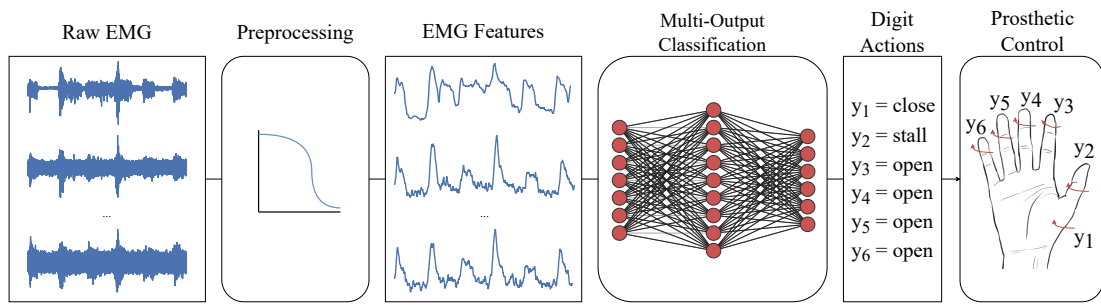 Raw EMG
Preprocessing
EMG Features
Multi-Output
Classification
Digit
Actions
Prosthetic
Control
...
...
y1 = close
y2 = stall
y3 = open
y4 = open
y5 = open
y6 = open
y6
y5
y4
y3
y2
y1